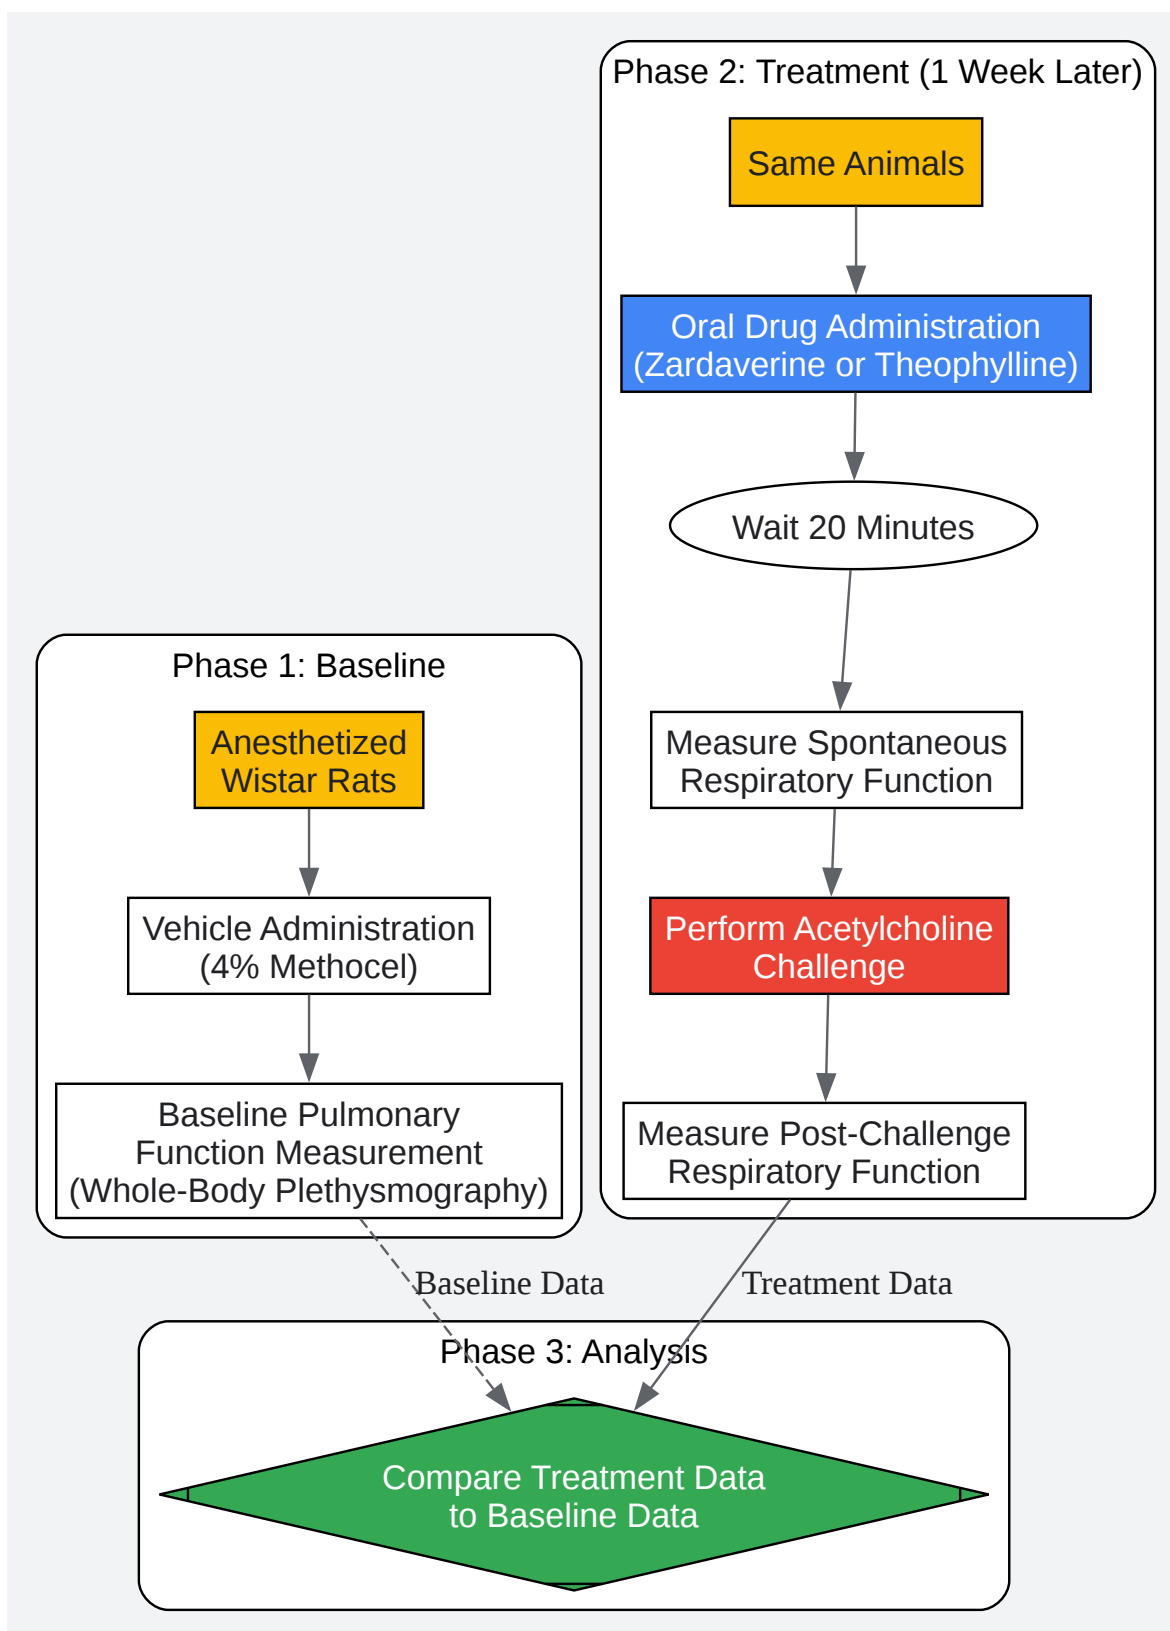 Phase 2: Treatment (1 Week Later)
Same Animals
Oral Drug Administration
(Zardaverine or Theophylline)
Wait 20 Minutes
Measure Spontaneous
Respiratory Function
Perform Acetylcholine
Challenge
Measure Post-Challenge
Respiratory Function
Phase 1: Baseline
Anesthetized
Wistar Rats
Vehicle Administration
(4% Methocel)
Baseline Pulmonary
Function Measurement
(Whole-Body Plethysmography)
Baseline Data
Treatment Data
Phase 3: Analysis
Compare Treatment Data
to Baseline Data